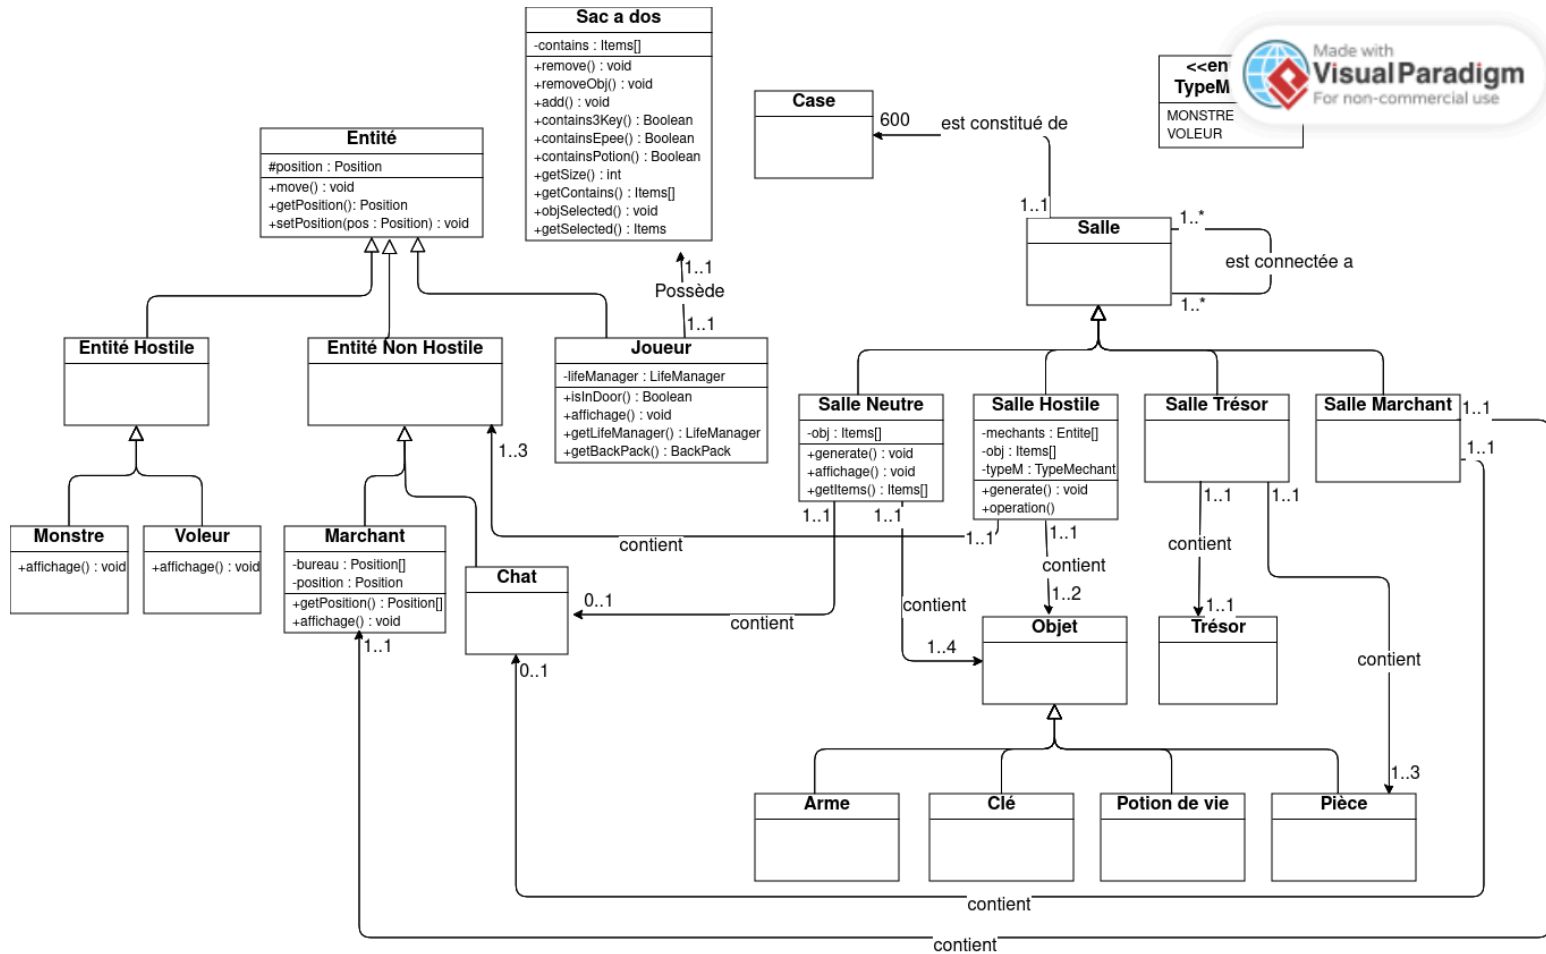 Sac a dos
-contains : Items[]
+remove() : void
+removeObj() : void
+add() : void
+contains3Key() : Boolean
+containsEpee() : Boolean
+containsPotion() : Boolean
+getSize() : int
+getContains() : Items[]
+objSelected() : void
+getSelected() : Items
Case
600
est constitué de
1..1
MONSTRE
VOLEUR
Made with
VisualParadigm
For non-commercial use
Entité
#position : Position
+move() : void
+getPosition(): Position
+setPosition(pos : Position) : void
Salle
1..*
est connectée a
1..*
1..1
Possède
1..1
Entité Hostile
Entité Non Hostile
1..3
Joueur
-lifeManager : LifeManager
+isInDoor() : Boolean
+affichage() : void
+getLifeManager() : LifeManager
+getBackPack() : BackPack
Salle Neutre
-obj : Items[]
+generate() : void
+affichage() : void
+getItems() : Items[]
1..1
1..1
Salle Hostile
-mechants : Entite[]
-obj : Items[]
-typeM : TypeMechant
+generate() : void
+operation()
1..1
1..1
Salle Trésor
1..1
1..1
Salle Marchant
1..1
1..1
Monstre
+affichage() : void
Voleur
+affichage() : void
Marchant
-bureau : Position[]
-position : Position
+getPosition() : Position[]
+affichage() : void
1..1
Chat
0..1
0..1
contient
contient
contient
contient
1..2
1..4
contient
1..1
Objet
Trésor
contient
1..3
Arme
Clé
Potion de vie
Pièce
contient
contient